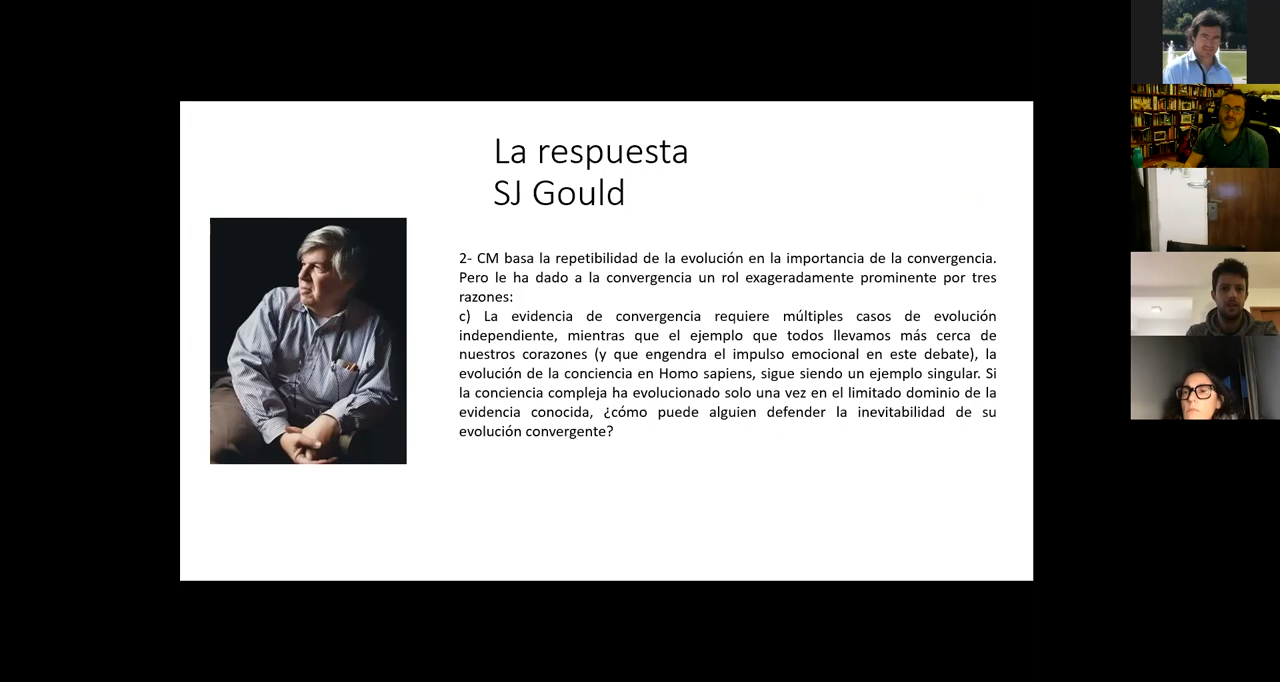 La respuesta
SJ Gould
2- CM basa la repetibilidad de la evolución en la importancia de la convergencia.
Pero le ha dado a la convergencia un rol exageradamente prominente por tres
razones:
c) La evidencia de convergencia requiere múltiples casos de evolución
independiente, mientras que el ejemplo que todos llevamos más cerca de
nuestros corazones (y que engendra el impulso emocional en este debate), la
evolución de la conciencia en Homo sapiens, sigue siendo un ejemplo singular. Si
la conciencia compleja ha evolucionado solo una vez en el limitado dominio de la
evidencia conocida, ¿cómo puede alguien defender la inevitabilidad de su
evolución convergente?